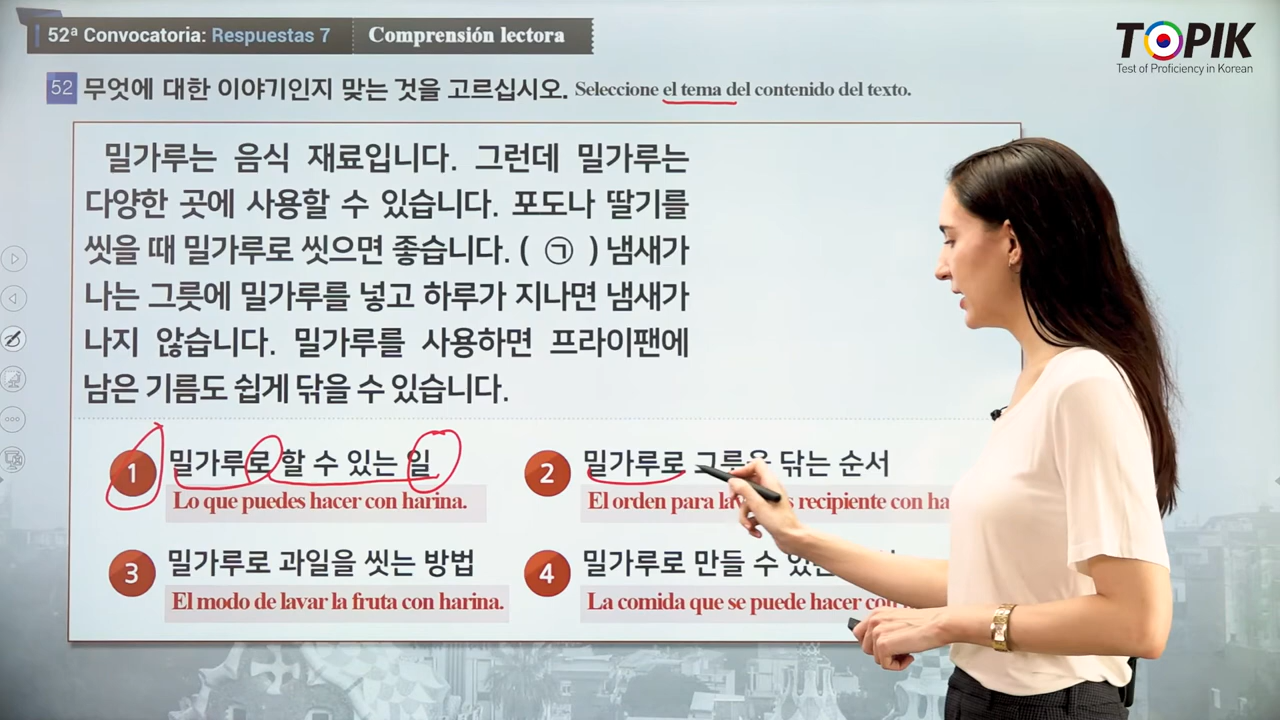 52ª Convocatoria: Respuestas 7 Comprensión lectora
TOPIK
Test of Proficiency in Korean
52 무엇에 대한 이야기인지 맞는 것을 고르십시오. Seleccione el tema del contenido del texto.
밀가루는 음식 재료입니다. 그런데 밀가루는
다양한 곳에 사용할 수 있습니다. 포도나 딸기를
씻을 때 밀가루로 씻으면 좋습니다. ( ㉠ ) 냄새가
나는 그릇에 밀가루를 넣고 하루가 지나면 냄새가
나지 않습니다. 밀가루를 사용하면 프라이팬에
남은 기름도 쉽게 닦을 수 있습니다.
1 밀가루로 할 수 있는 일
Lo que puedes hacer con harina.
2 밀가루로 닦는 순서
El orden para recipiente con
3 밀가루로 과일을 씻는 방법
El modo de lavar la fruta con harina.
4 밀가루로 만들 수
La comida que se puede hacer